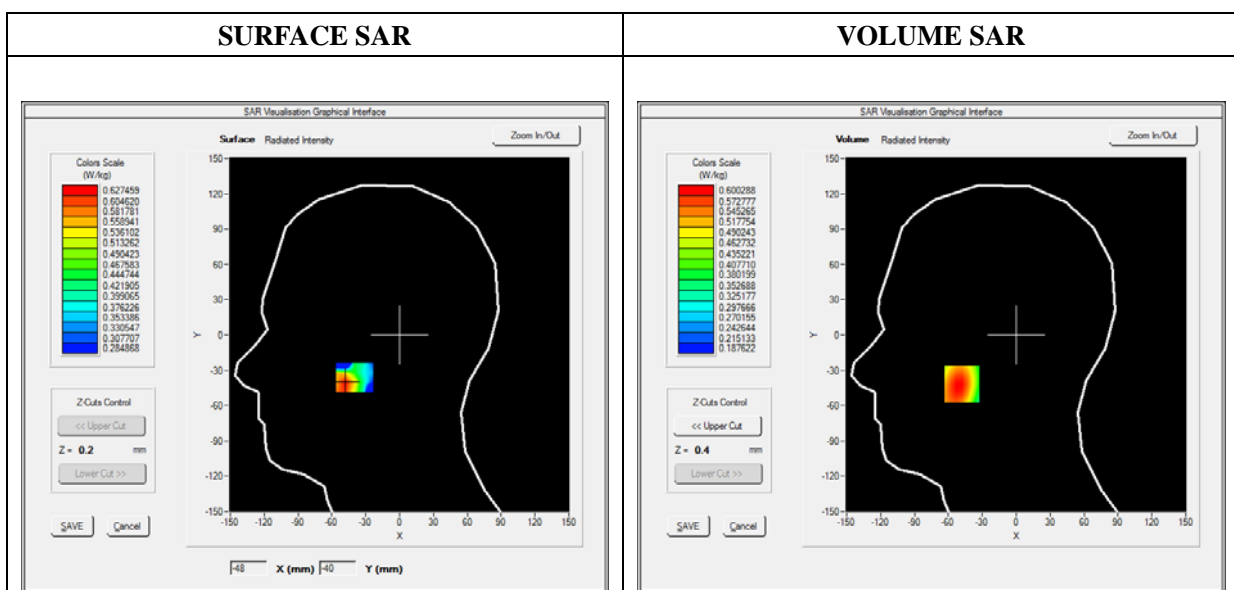 SURFACE SAR
VOLUME SAR
SAR Visualisation Graphical Interface
Surface Radiated Intensity
Zoom In/Out
Colors Scale
(W/kg)
0.627459
0.604620
0.581781
0.558941
0.536102
0.513262
0.490423
0.467583
0.444744
0.421905
0.399065
0.376226
0.353386
0.330547
0.307707
0.284868
Z-Cuts Control
<< Upper Cut
Z = 0.2 mm
Lower Cut >>
SAVE Cancel
150
120
90
60
30
0
-30
-60
-90
-120
-150
Y
-150 -120 -90 -60 -30 0 30 60 90 120 150
X
-48 X (mm) -40 Y (mm)
SAR Visualisation Graphical Interface
Volume Radiated Intensity
Zoom In/Out
Colors Scale
(W/kg)
0.600288
0.572777
0.545265
0.517754
0.490243
0.462732
0.435221
0.407710
0.380199
0.352688
0.325177
0.297666
0.270155
0.242644
0.215133
0.187622
Z-Cuts Control
<< Upper Cut
Z = 0.4 mm
Lower Cut >>
SAVE Cancel
150
120
90
60
30
0
-30
-60
-90
-120
-150
Y
-150 -120 -90 -60 -30 0 30 60 90 120 150
X